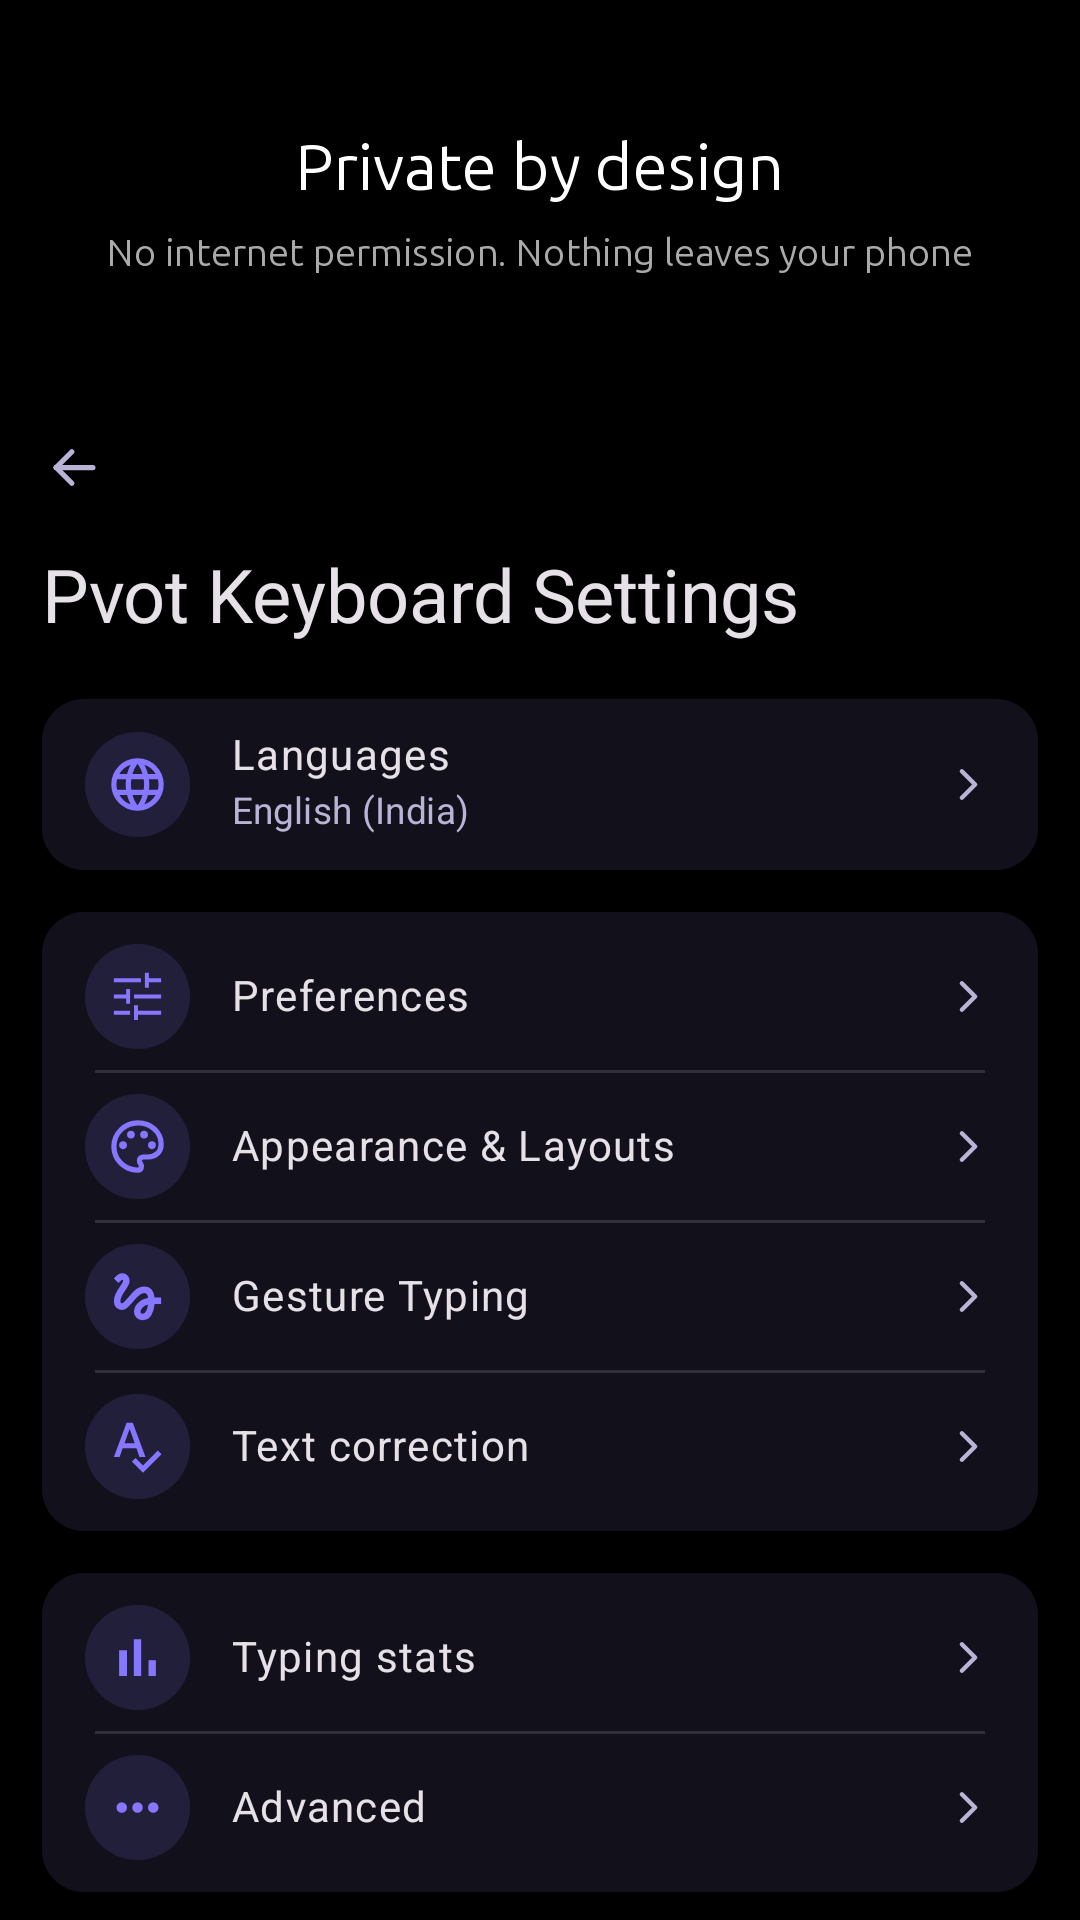 Private by design
No internet permission. Nothing leaves your phone
Pvot Keyboard Settings
Languages
English (India)
Preferences
Appearance & Layouts
Gesture Typing
Text correction
Typing stats
Advanced